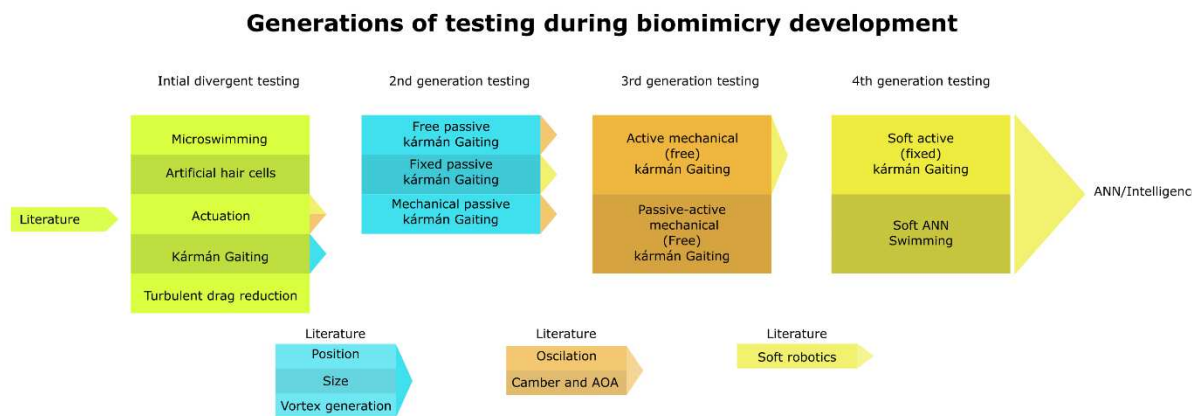 Generations of testing during biomimicry development
Intial divergent testing
2nd generation testing
3rd generation testing
4th generation testing
Literature
Microswimming
Artificial hair cells
Actuation
Kármán Gaiting
Turbulent drag reduction
Free passive
kármán Gaiting
Fixed passive
kármán Gaiting
Mechanical passive
kármán Gaiting
Active mechanical
(free)
kármán Gaiting
Passive-active
mechanical
(Free)
kármán Gaiting
Soft active
(fixed)
kármán Gaiting
Soft ANN
Swimming
ANN/Intelligence
Literature
Position
Size
Vortex generation
Literature
Oscilation
Camber and AOA
Literature
Soft robotics